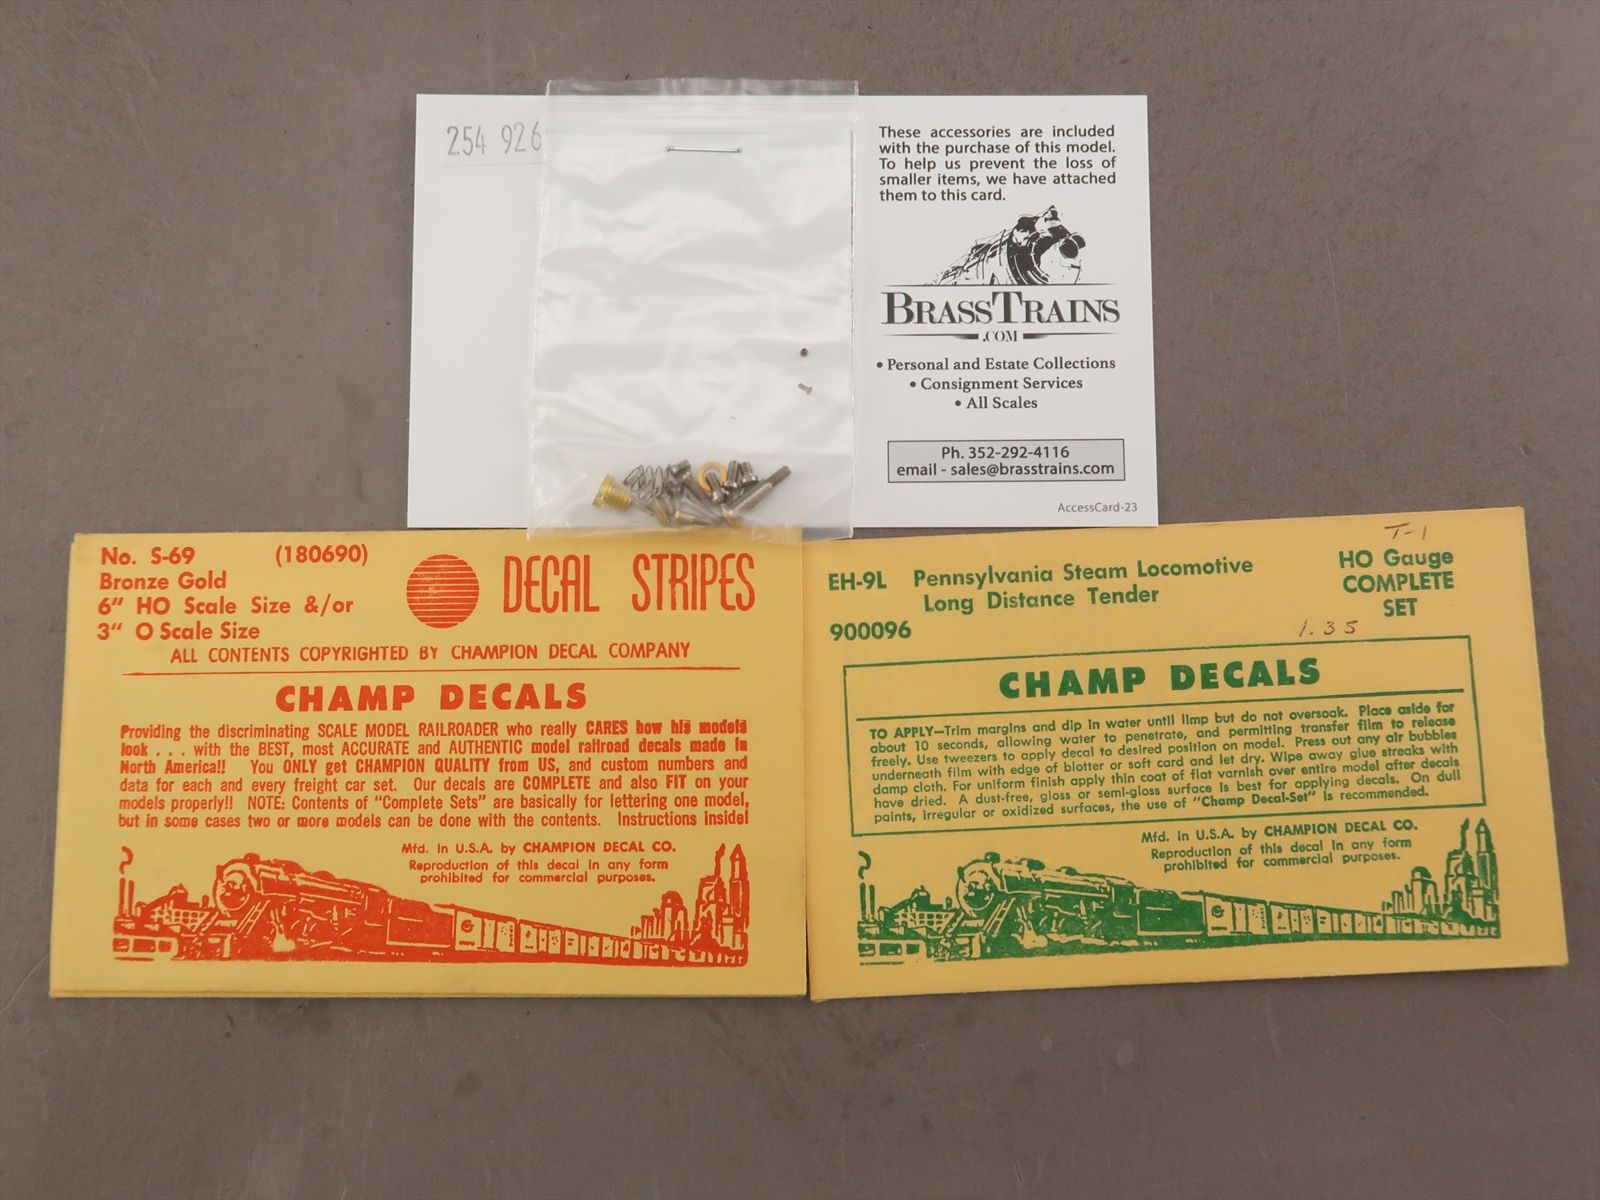 254 926
These accessories are included
with the purchase of this model.
To help us prevent the loss of
smaller items, we have attached
them to this card.
BRASSTRAINS
.COM
• Personal and Estate Collections
• Consignment Services
• All Scales
Ph. 352-292-4116
email - sales@brasstrains.com
AccessCard-23
No. S-69 (180690)
Bronze Gold
6" HO Scale Size &/or
3" O Scale Size
DECAL STRIPES
ALL CONTENTS COPYRIGHTED BY CHAMPION DECAL COMPANY
CHAMP DECALS
Providing the discriminating SCALE MODEL RAILROADER who really CARES how his models
look . . . with the BEST, most ACCURATE and AUTHENTIC model railroad decals made in
North America!! You ONLY get CHAMPION QUALITY from US, and custom numbers and
data for each and every freight car set. Our decals are COMPLETE and also FIT on your
models properly!! NOTE: Contents of "Complete Sets" are basically for lettering one model,
but in some cases two or more models can be done with the contents. Instructions inside!
Mfd. in U.S.A. by CHAMPION DECAL CO.
Reproduction of this decal in any form
prohibited for commercial purposes.
T-1
EH-9L Pennsylvania Steam Locomotive
Long Distance Tender
900096
HO Gauge
COMPLETE
SET
1.35
CHAMP DECALS
TO APPLY—Trim margins and dip in water until limp but do not oversoak. Place aside for
about 10 seconds, allowing water to penetrate, and permitting transfer film to release
freely. Use tweezers to apply decal to desired position on model. Press out any air bubbles
underneath film with edge of blotter or soft card and let dry. Wipe away glue streaks with
damp cloth. For uniform finish apply thin coat of flat varnish over entire model after decals
have dried. A dust-free, gloss or semi-gloss surface is best for applying decals. On dull
paints, irregular or oxidized surfaces, the use of "Champ Decal-Set" is recommended.
Mfd. in U.S.A. by CHAMPION DECAL CO.
Reproduction of this decal in any form
prohibited for commercial purposes.